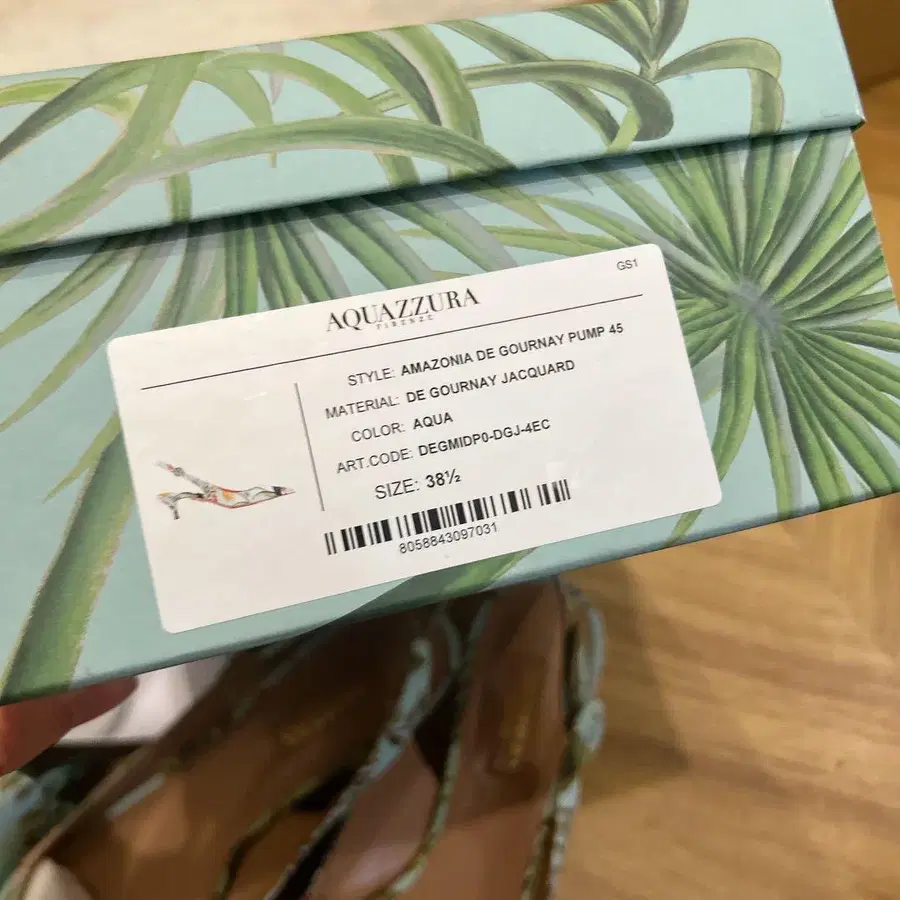 GS1
AQUAZZURA
FIRENZE
STYLE: AMAZONIA DE GOURNAY PUMP 45
MATERIAL: DE GOURNAY JACQUARD
COLOR: AQUA
ART.CODE: DEGMIDP0-DGJ-4EC
SIZE: 38½
8058843097031